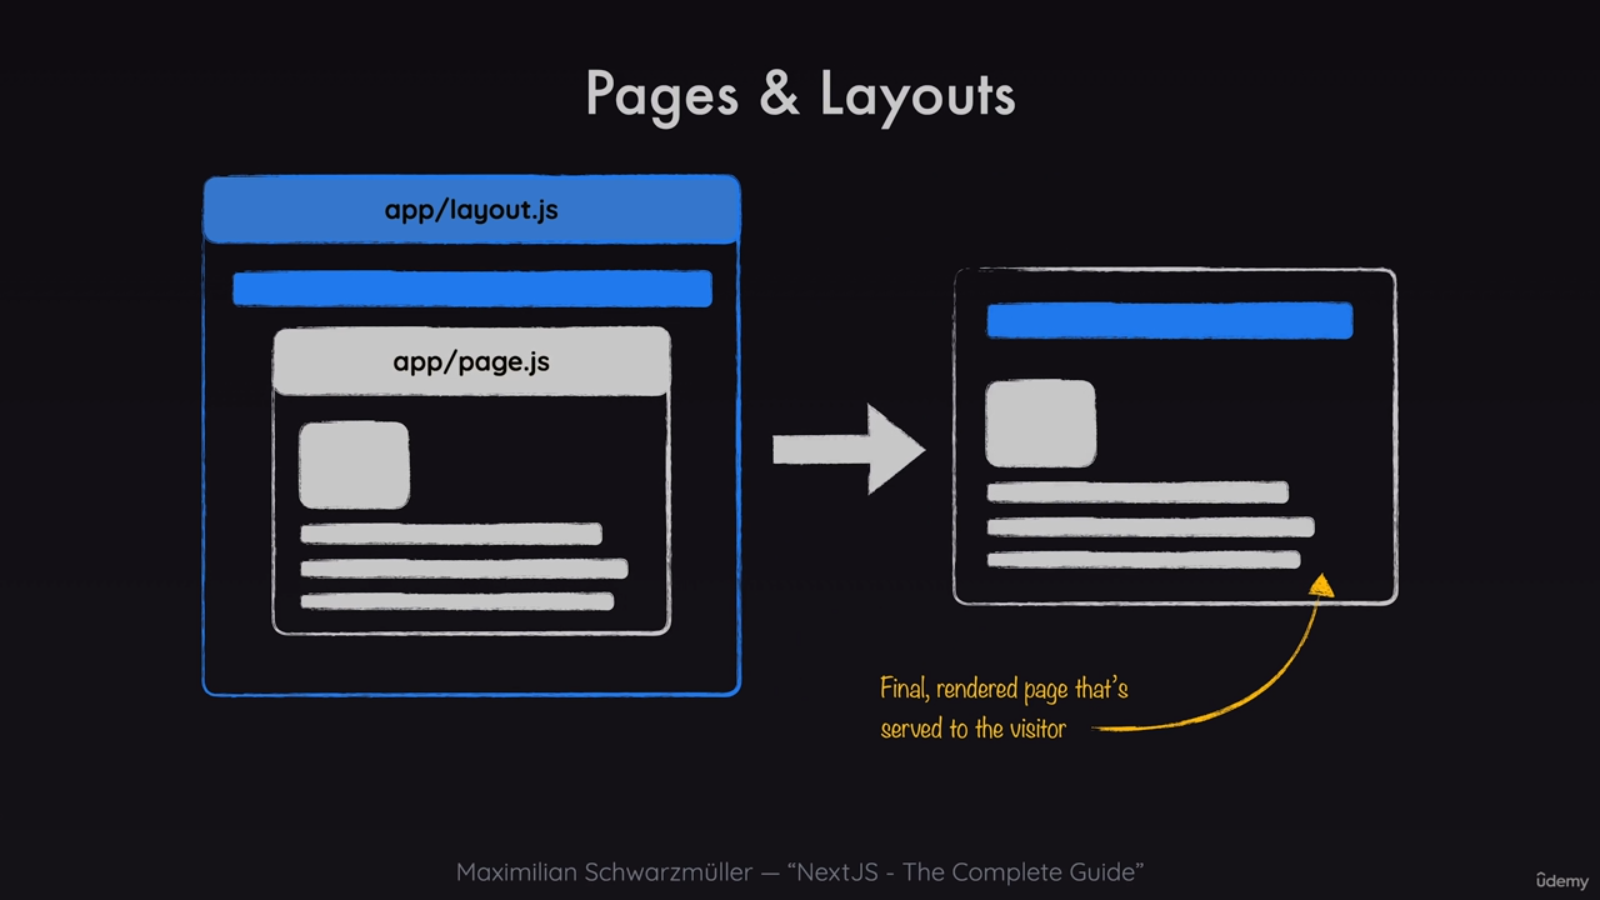 Pages & Layouts
app/layout.js
app/page.js
Final, rendered page that's
served to the visitor
Maximilian Schwarzmüller — “NextJS - The Complete Guide”
ûdemy